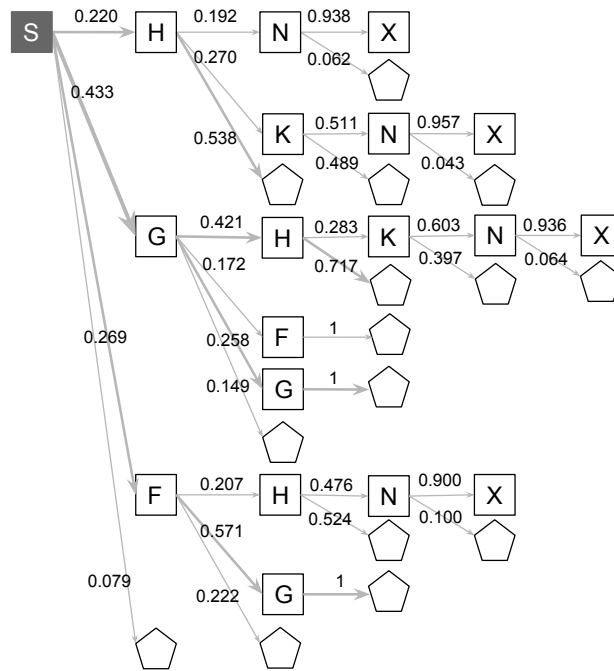 S 0.220 H 0.192 N 0.938 X
0.433 0.270 0.062
0.538 K 0.511 N 0.957 X
0.489 0.043
G 0.421 H 0.283 K 0.603 N 0.936 X
0.172 0.717 0.397 0.064
0.269 0.258 F 1
0.149 G 1
F 0.207 H 0.476 N 0.900 X
0.571 0.524 0.100
0.079 0.222 G 1